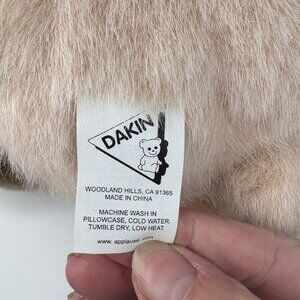 DAKIN
WOODLAND HILLS, CA 91365
MADE IN CHINA
MACHINE WASH IN
PILLOWCASE, COLD WATER.
TUMBLE DRY, LOW HEAT.
www.applause.com